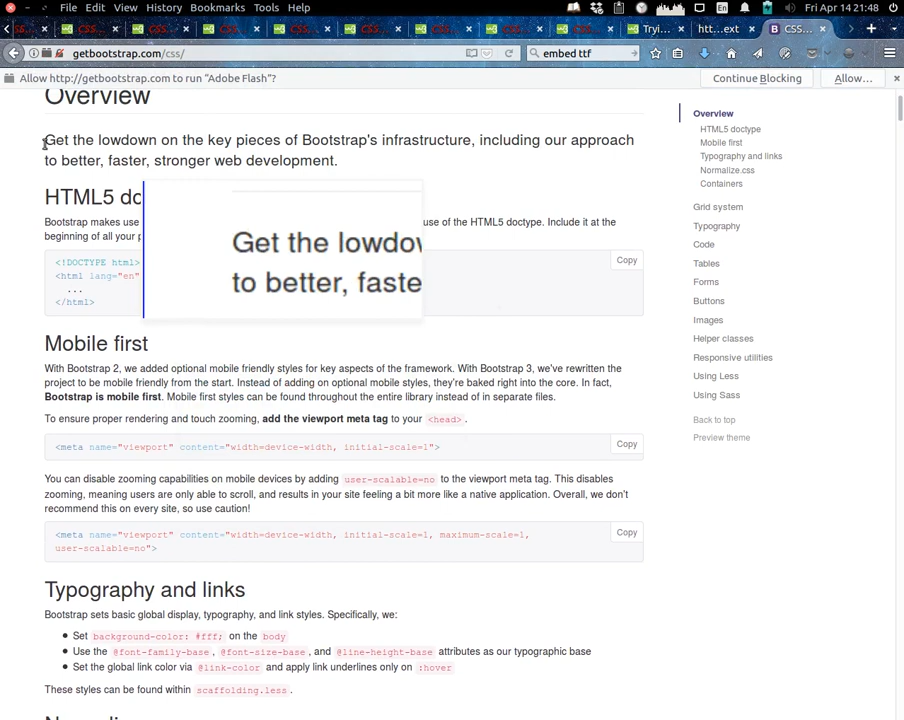 File Edit View History Bookmarks Tools Help
En Fri Apr 14 21:48
CSS... CSS... CSS... CSS... CSS... CSS... CSS... CSS... Tryi... htt...ext CSS...
getbootstrap.com/css/
embed ttf
Allow http://getbootstrap.com to run “Adobe Flash”?
Continue Blocking
Allow...
Overview
Get the lowdown on the key pieces of Bootstrap's infrastructure, including our approach
to better, faster, stronger web development.
HTML5 do
Bootstrap makes use
use of the HTML5 doctype. Include it at the
beginning of all your p
Get the lowdov
to better, faste
<!DOCTYPE html>
<html lang="en"
...
</html>
Copy
Mobile first
With Bootstrap 2, we added optional mobile friendly styles for key aspects of the framework. With Bootstrap 3, we've rewritten the
project to be mobile friendly from the start. Instead of adding on optional mobile styles, they're baked right into the core. In fact,
Bootstrap is mobile first. Mobile first styles can be found throughout the entire library instead of in separate files.
To ensure proper rendering and touch zooming, add the viewport meta tag to your <head>.
<meta name="viewport" content="width=device-width, initial-scale=1">
Copy
You can disable zooming capabilities on mobile devices by adding user-scalable=no to the viewport meta tag. This disables
zooming, meaning users are only able to scroll, and results in your site feeling a bit more like a native application. Overall, we don't
recommend this on every site, so use caution!
<meta name="viewport" content="width=device-width, initial-scale=1, maximum-scale=1,
user-scalable=no">
Copy
Typography and links
Bootstrap sets basic global display, typography, and link styles. Specifically, we:
Set background-color: #fff; on the body
Use the @font-family-base, @font-size-base, and @line-height-base attributes as our typographic base
Set the global link color via @link-color and apply link underlines only on :hover
These styles can be found within scaffolding.less.
Overview
HTML5 doctype
Mobile first
Typography and links
Normalize.css
Containers
Grid system
Typography
Code
Tables
Forms
Buttons
Images
Helper classes
Responsive utilities
Using Less
Using Sass
Back to top
Preview theme